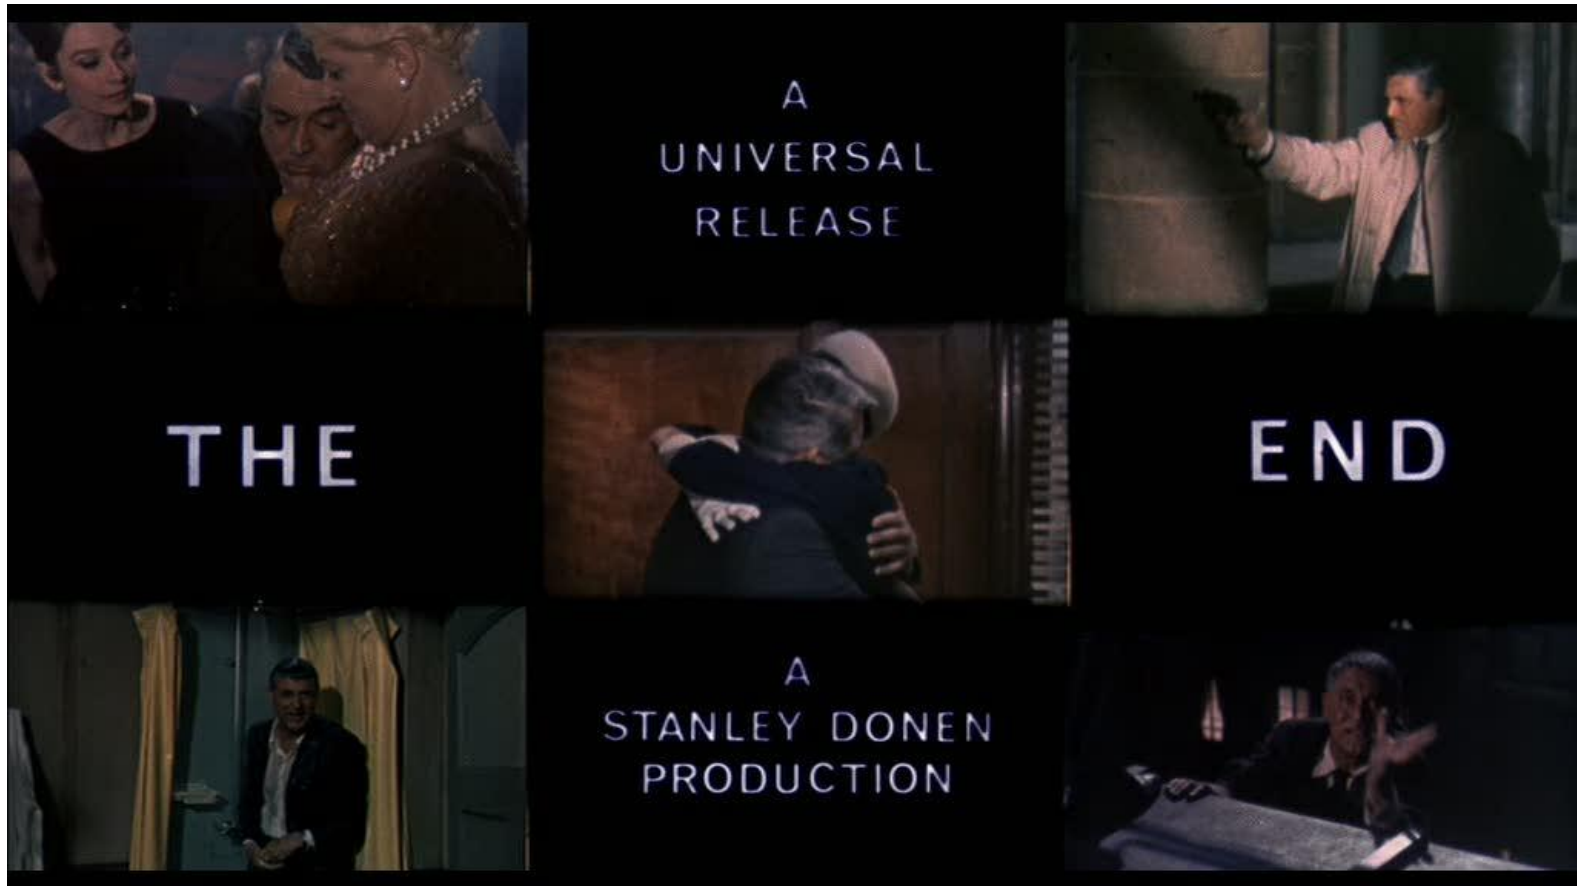 A
UNIVERSAL
RELEASE
THE END
A
STANLEY DONEN
PRODUCTION